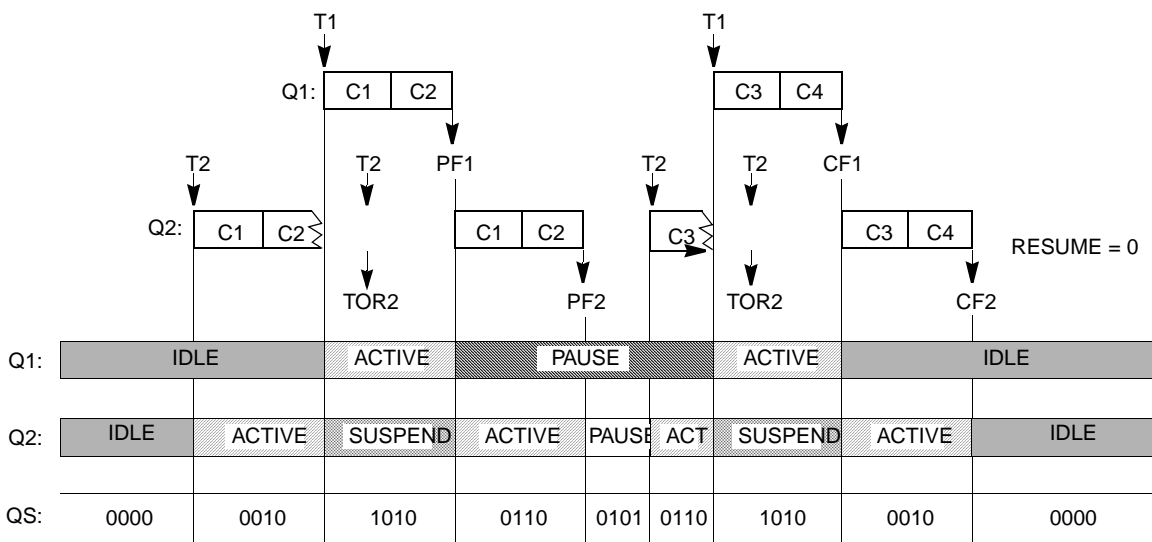 T1 T1
Q1: C1 C2 C3 C4
T2 T2 PF1 T2 T2 CF1
Q2: C1 C2 C1 C2 C3 C3 C4
RESUME = 0
TOR2 PF2 TOR2 CF2
Q1: IDLE ACTIVE PAUSE ACTIVE IDLE
Q2: IDLE ACTIVE SUSPEND ACTIVE PAUSE ACT SUSPEND ACTIVE IDLE
QS: 0000 0010 1010 0110 0101 0110 1010 0010 0000